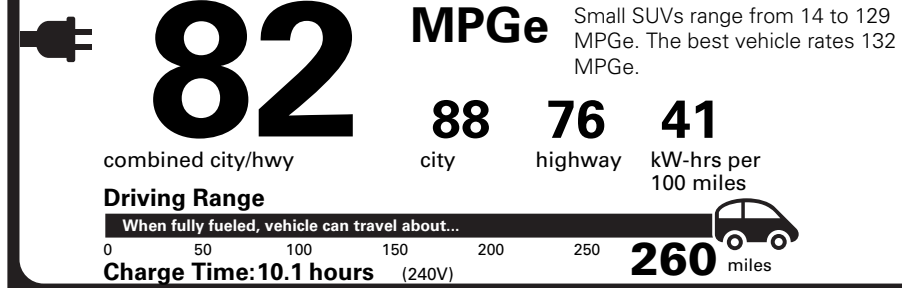 82
MPGe
Small SUVs range from 14 to 129
MPGe. The best vehicle rates 132
MPGe.
combined city/hwy
88
city
76
highway
41
kW-hrs per
100 miles
Driving Range
When fully fueled, vehicle can travel about...
0 50 100 150 200 250 260 miles
Charge Time: 10.1 hours (240V)